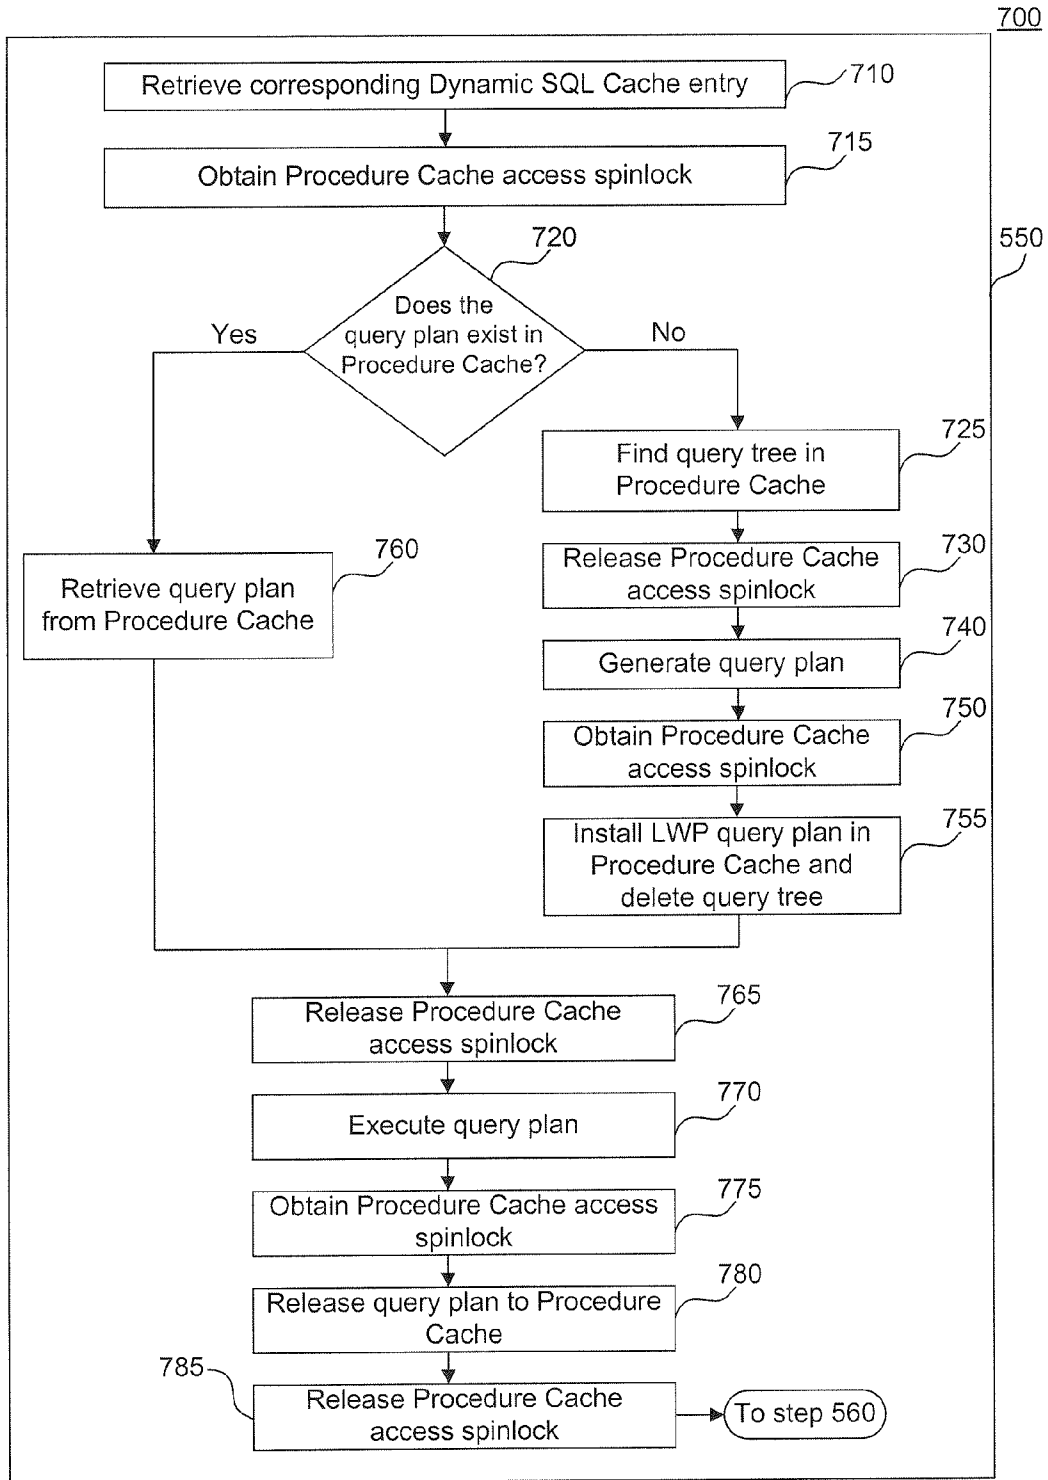 700
Retrieve corresponding Dynamic SQL Cache entry
710
Obtain Procedure Cache access spinlock
715
720
550
Does the
query plan exist in
Procedure Cache?
Yes
No
Find query tree in
Procedure Cache
725
Release Procedure Cache
access spinlock
730
Retrieve query plan
from Procedure Cache
760
Generate query plan
740
Obtain Procedure Cache
access spinlock
750
Install LWP query plan in
Procedure Cache and
delete query tree
755
Release Procedure Cache
access spinlock
765
Execute query plan
770
Obtain Procedure Cache access
spinlock
775
Release query plan to Procedure
Cache
780
785
Release Procedure Cache
access spinlock
To step 560